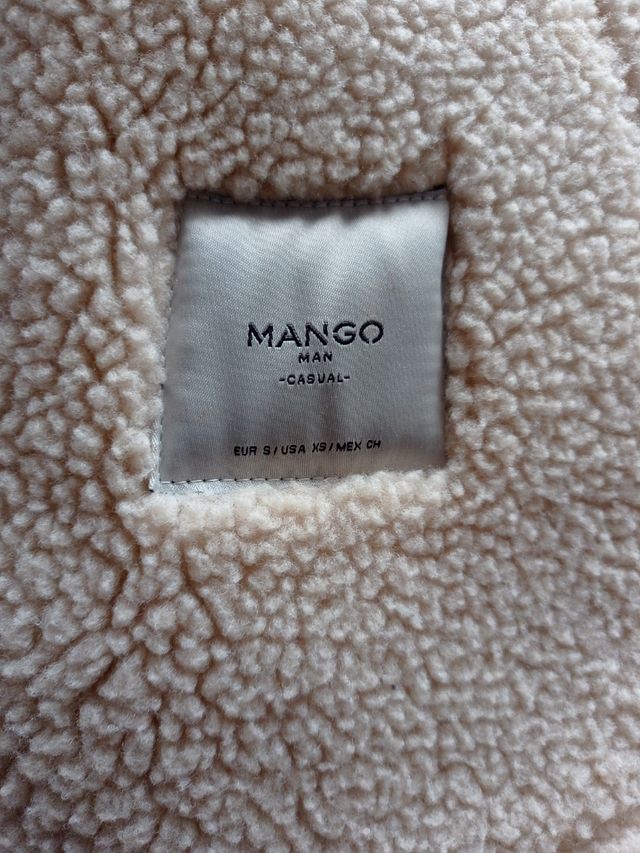 MANGO
MAN
-CASUAL-
EUR S/USA XS/MEX CH